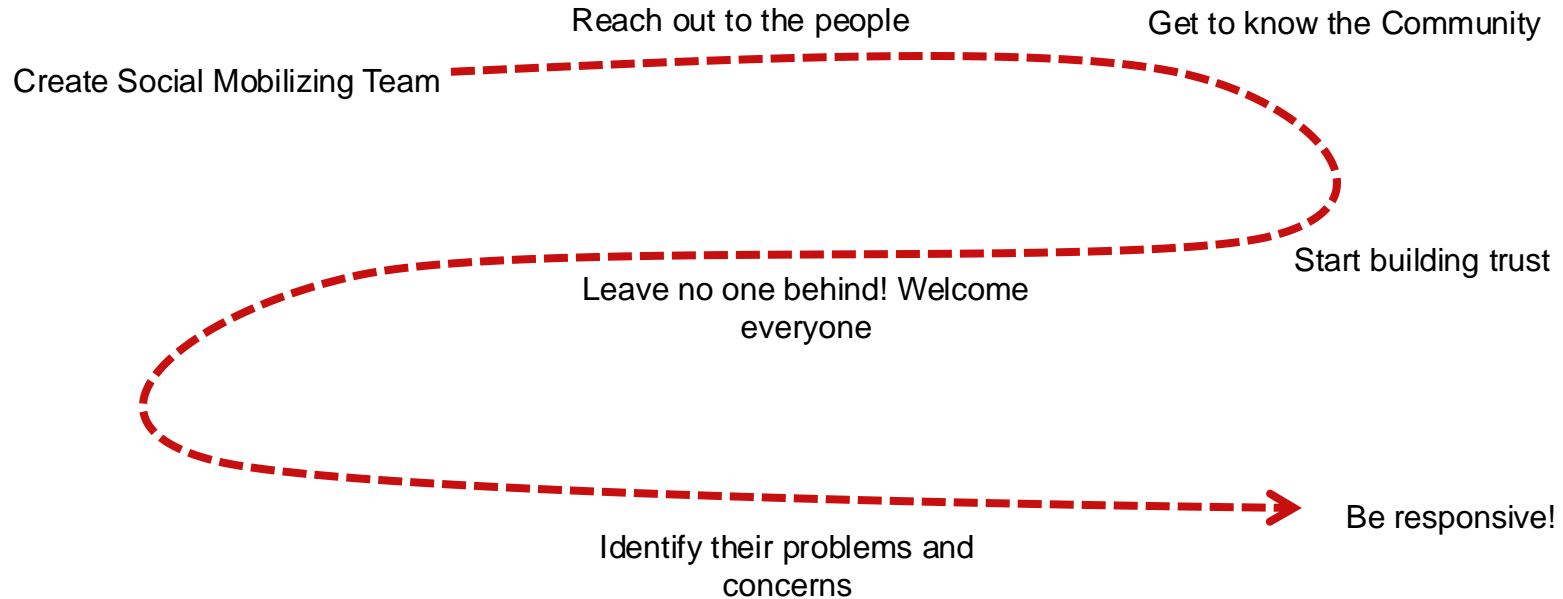 Reach out to the people
Get to know the Community
Create Social Mobilizing Team
Start building trust
Leave no one behind! Welcome
everyone
Be responsive!
Identify their problems and
concerns